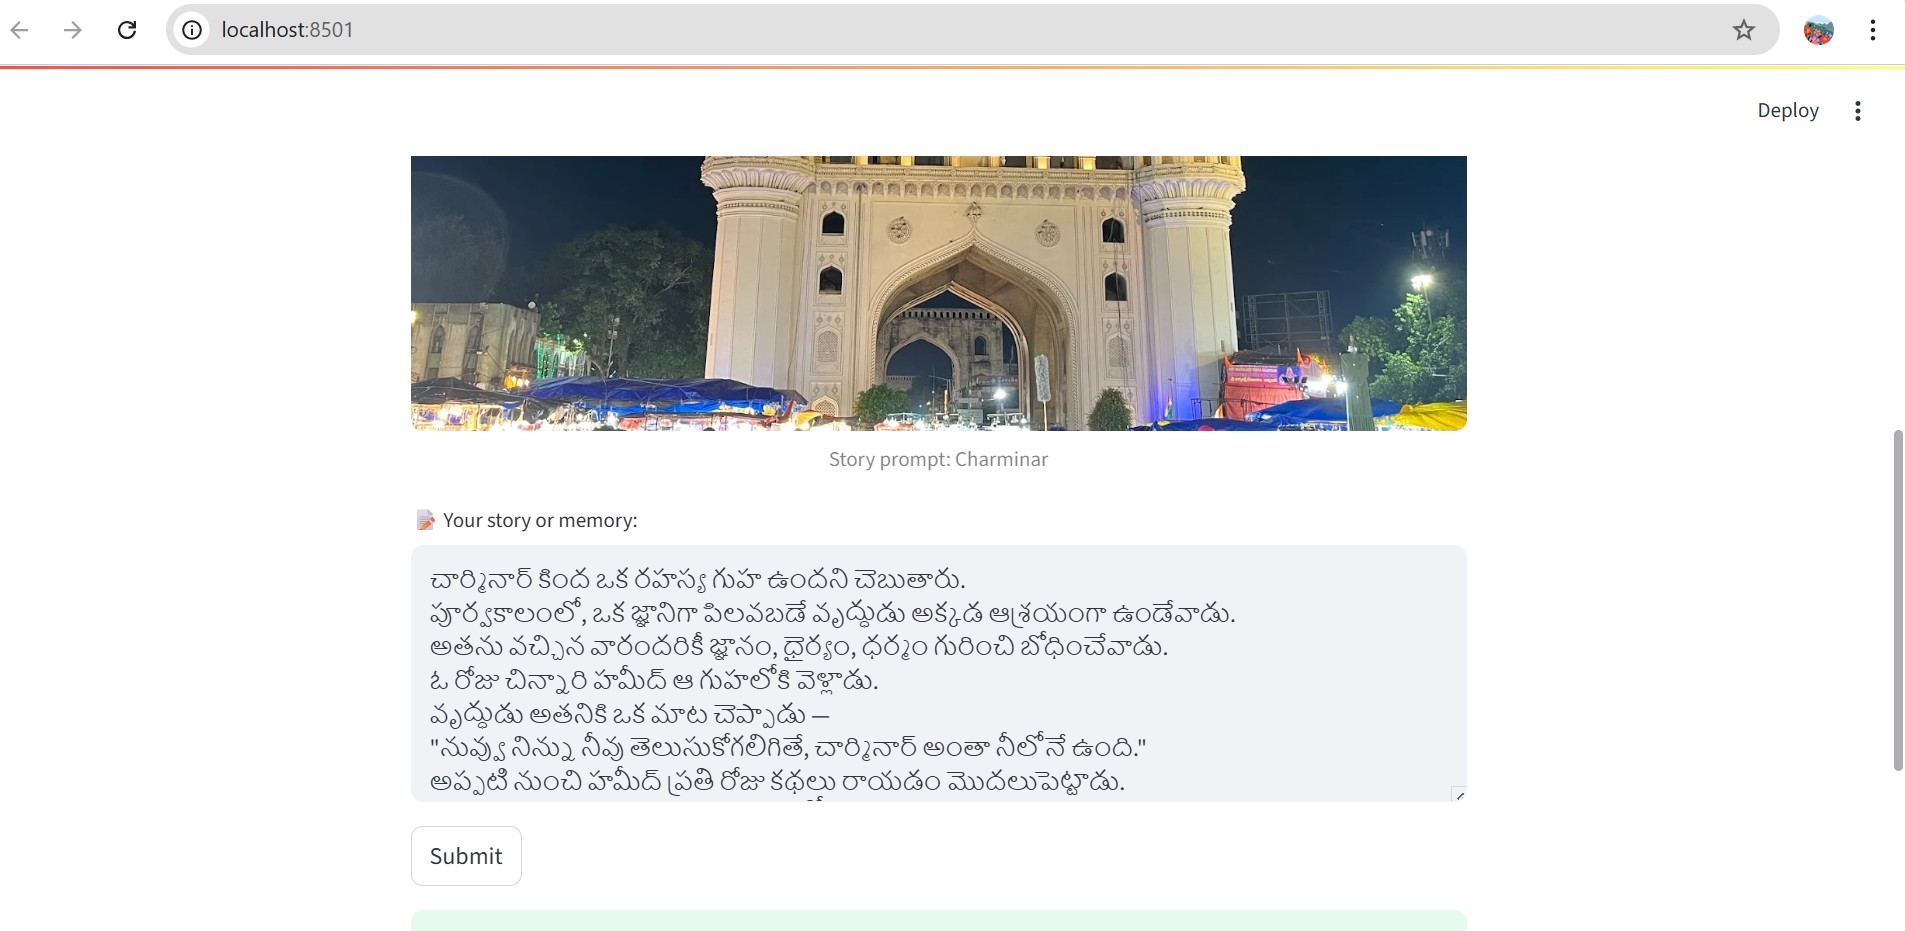 localhost:8501
Deploy
Story prompt: Charminar
Your story or memory:
చార్మినార్ కింద ఒక రహస్య గుహ ఉందని చెబుతారు.
పూర్వకాలంలో, ఒక జ్ఞానిగా పిలవబడే వృద్ధుడు అక్కడ ఆశ్రయంగా ఉండేవాడు.
అతను వచ్చిన వారందరికీ జ్ఞానం, ధైర్యం, ధర్మం గురించి బోధించేవాడు.
ఓ రోజు చిన్నారి హమీద్ ఆ గుహలోకి వెళ్లాడు.
వృద్ధుడు అతనికి ఒక మాట చెప్పాడు —
"నువ్వు నిన్ను నీవు తెలుసుకోగలిగితే, చార్మినార్ అంతా నీలోనే ఉంది."
అప్పటి నుంచి హమీద్ ప్రతి రోజు కథలు రాయడం మొదలుపెట్టాడు.
Submit